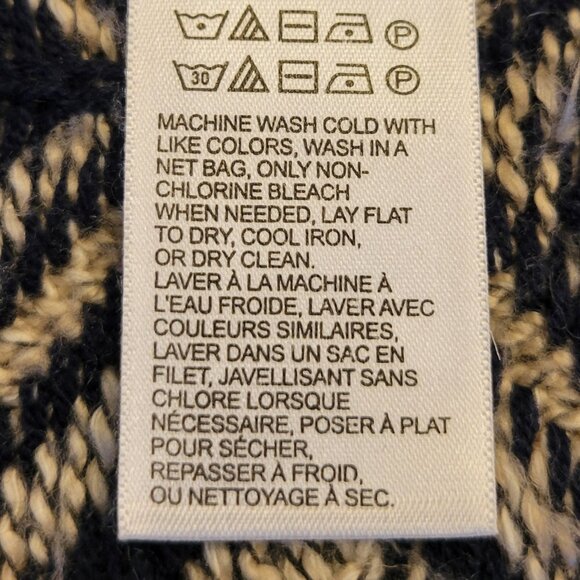 P
30 P
MACHINE WASH COLD WITH
LIKE COLORS, WASH IN A
NET BAG, ONLY NON-
CHLORINE BLEACH
WHEN NEEDED, LAY FLAT
TO DRY, COOL IRON,
OR DRY CLEAN.
LAVER À LA MACHINE À
L'EAU FROIDE, LAVER AVEC
COULEURS SIMILAIRES,
LAVER DANS UN SAC EN
FILET, JAVELLISANT SANS
CHLORE LORSQUE
NÉCESSAIRE, POSER À PLAT
POUR SÉCHER,
REPASSER À FROID,
OU NETTOYAGE À SEC.